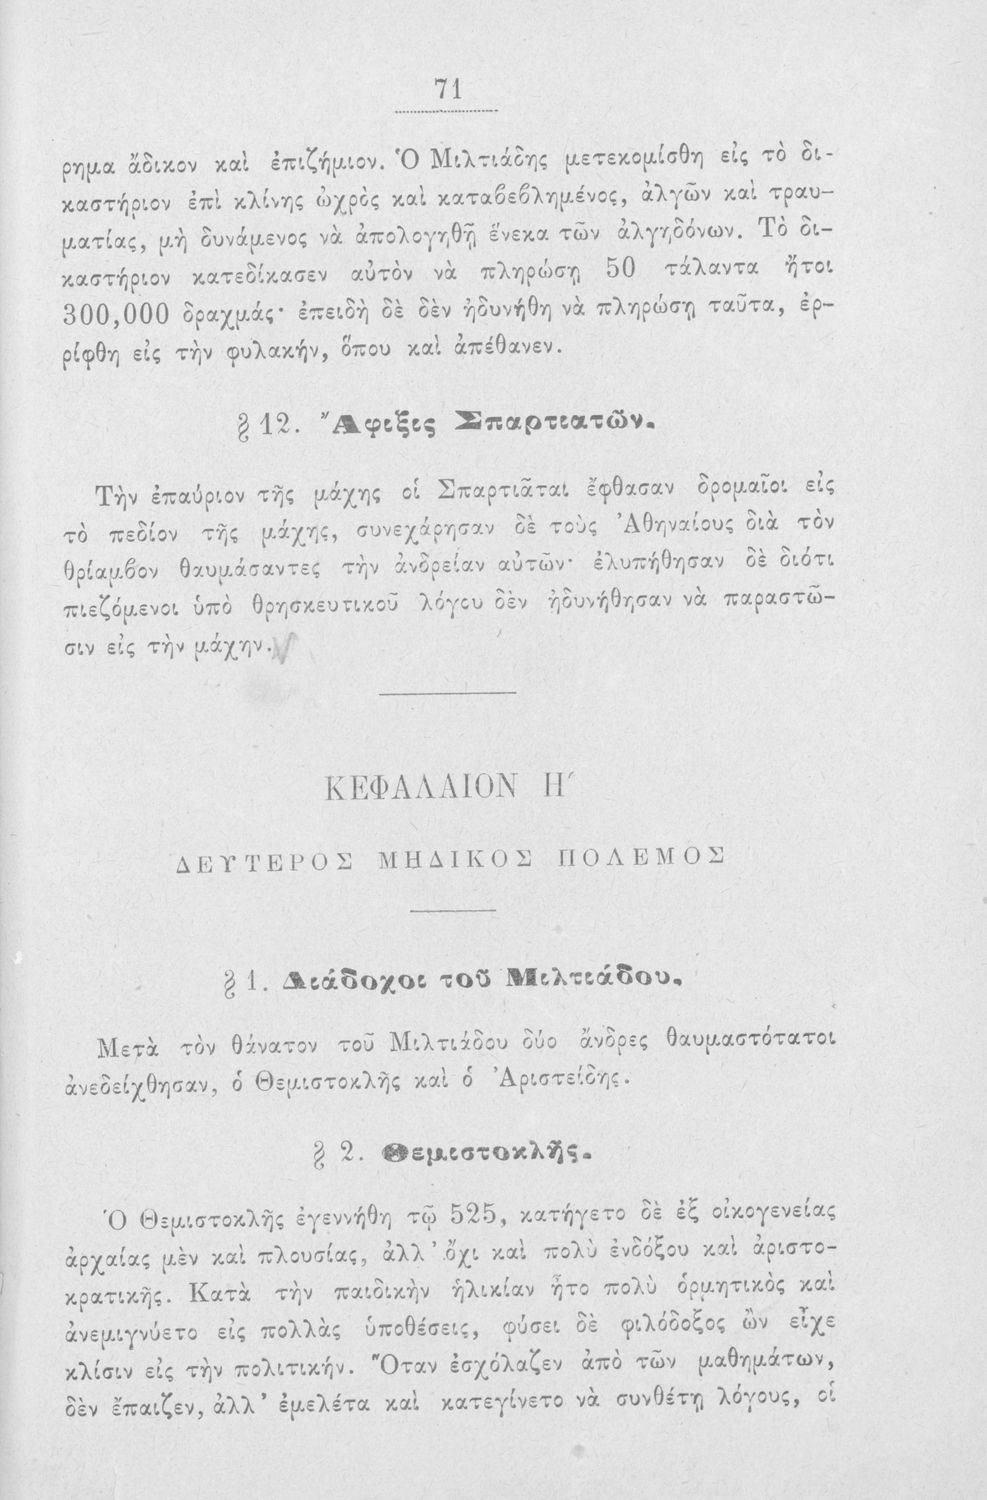 71
ρημα ἄδικον καὶ ἐπιζήμιον. Ὁ Μιλτιάδης μετεκομίσθη εἰς τὸ δι-
καστήριον ἐπὶ κλίνης ὠχρὸς καὶ καταβεβλημένος, ἀλγῶν καὶ τραυ-
ματίας, μὴ δυνάμενος νὰ ἀπολογηθῇ ἕνεκα τῶν ἀλγηδόνων. Τὸ δι-
καστήριον κατεδίκασεν αὐτὸν νὰ πληρώσῃ 50 τάλαντα ἤτοι
300,000 δραχμάς· ἐπειδὴ δὲ δὲν ἠδυνήθη νὰ πληρώσῃ ταῦτα, ἐρ-
ρίφθη εἰς τὴν φυλακήν, ὅπου καὶ ἀπέθανεν.
§ 12. Ἄφιξις Σπαρτιατῶν.
Τὴν ἐπαύριον τῆς μάχης οἱ Σπαρτιᾶται ἔφθασαν δρομαῖοι εἰς
τὸ πεδίον τῆς μάχης, συνεχάρησαν δὲ τοὺς Ἀθηναίους διὰ τὸν
θρίαμβον θαυμάσαντες τὴν ἀνδρείαν αὐτῶν· ἐλυπήθησαν δὲ διότι
πιεζόμενοι ὑπὸ θρησκευτικοῦ λόγου δὲν ἠδυνήθησαν νὰ παραστῶ-
σιν εἰς τὴν μάχην.
ΚΕΦΑΛΑΙΟΝ Η΄
ΔΕΥΤΕΡΟΣ ΜΗΔΙΚΟΣ ΠΟΛΕΜΟΣ
§ 1. Διάδοχοι τοῦ Μιλτιάδου.
Μετὰ τὸν θάνατον τοῦ Μιλτιάδου δύο ἄνδρες θαυμαστότατοι
ἀνεδείχθησαν, ὁ Θεμιστοκλῆς καὶ ὁ Ἀριστείδης.
§ 2. Θεμιστοκλῆς.
Ὁ Θεμιστοκλῆς ἐγεννήθη τῷ 525, κατήγετο δὲ ἐξ οἰκογενείας
ἀρχαίας μὲν καὶ πλουσίας, ἀλλ' ὄχι καὶ πολὺ ἐνδόξου καὶ ἀριστο-
κρατικῆς. Κατὰ τὴν παιδικὴν ἡλικίαν ἦτο πολὺ ὁρμητικὸς καὶ
ἀνεμιγνύετο εἰς πολλὰς ὑποθέσεις, φύσει δὲ φιλόδοξος ὢν εἶχε
κλίσιν εἰς τὴν πολιτικήν. Ὅταν ἐσχόλαζεν ἀπὸ τῶν μαθημάτων,
δὲν ἔπαιζεν, ἀλλ' ἐμελέτα καὶ κατεγίνετο νὰ συνθέτῃ λόγους, οἱ